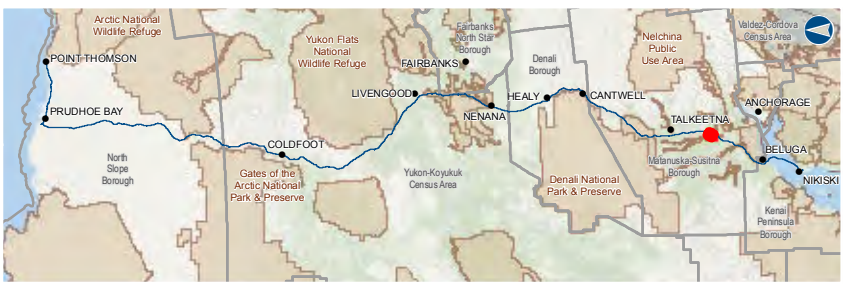 Arctic National
Wildlife Refuge
POINT THOMSON
PRUDHOE BAY
North
Slope
Borough
COLDFOOT
Gates of the
Arctic National
Park & Preserve
Yukon Flats
National
Wildlife Refuge
LIVENGOOD
FAIRBANKS
Fairbanks
North Star
Borough
NENANA
Yukon-Koyukuk
Census Area
Denali
Borough
HEALY
CANTWELL
Denali National
Park & Preserve
Nelchina
Public
Use Area
TALKEETNA
Matanuska-Susitna
Borough
Valdez-Cordova
Census Area
ANCHORAGE
BELUGA
NIKISKI
Kenai
Peninsula
Borough